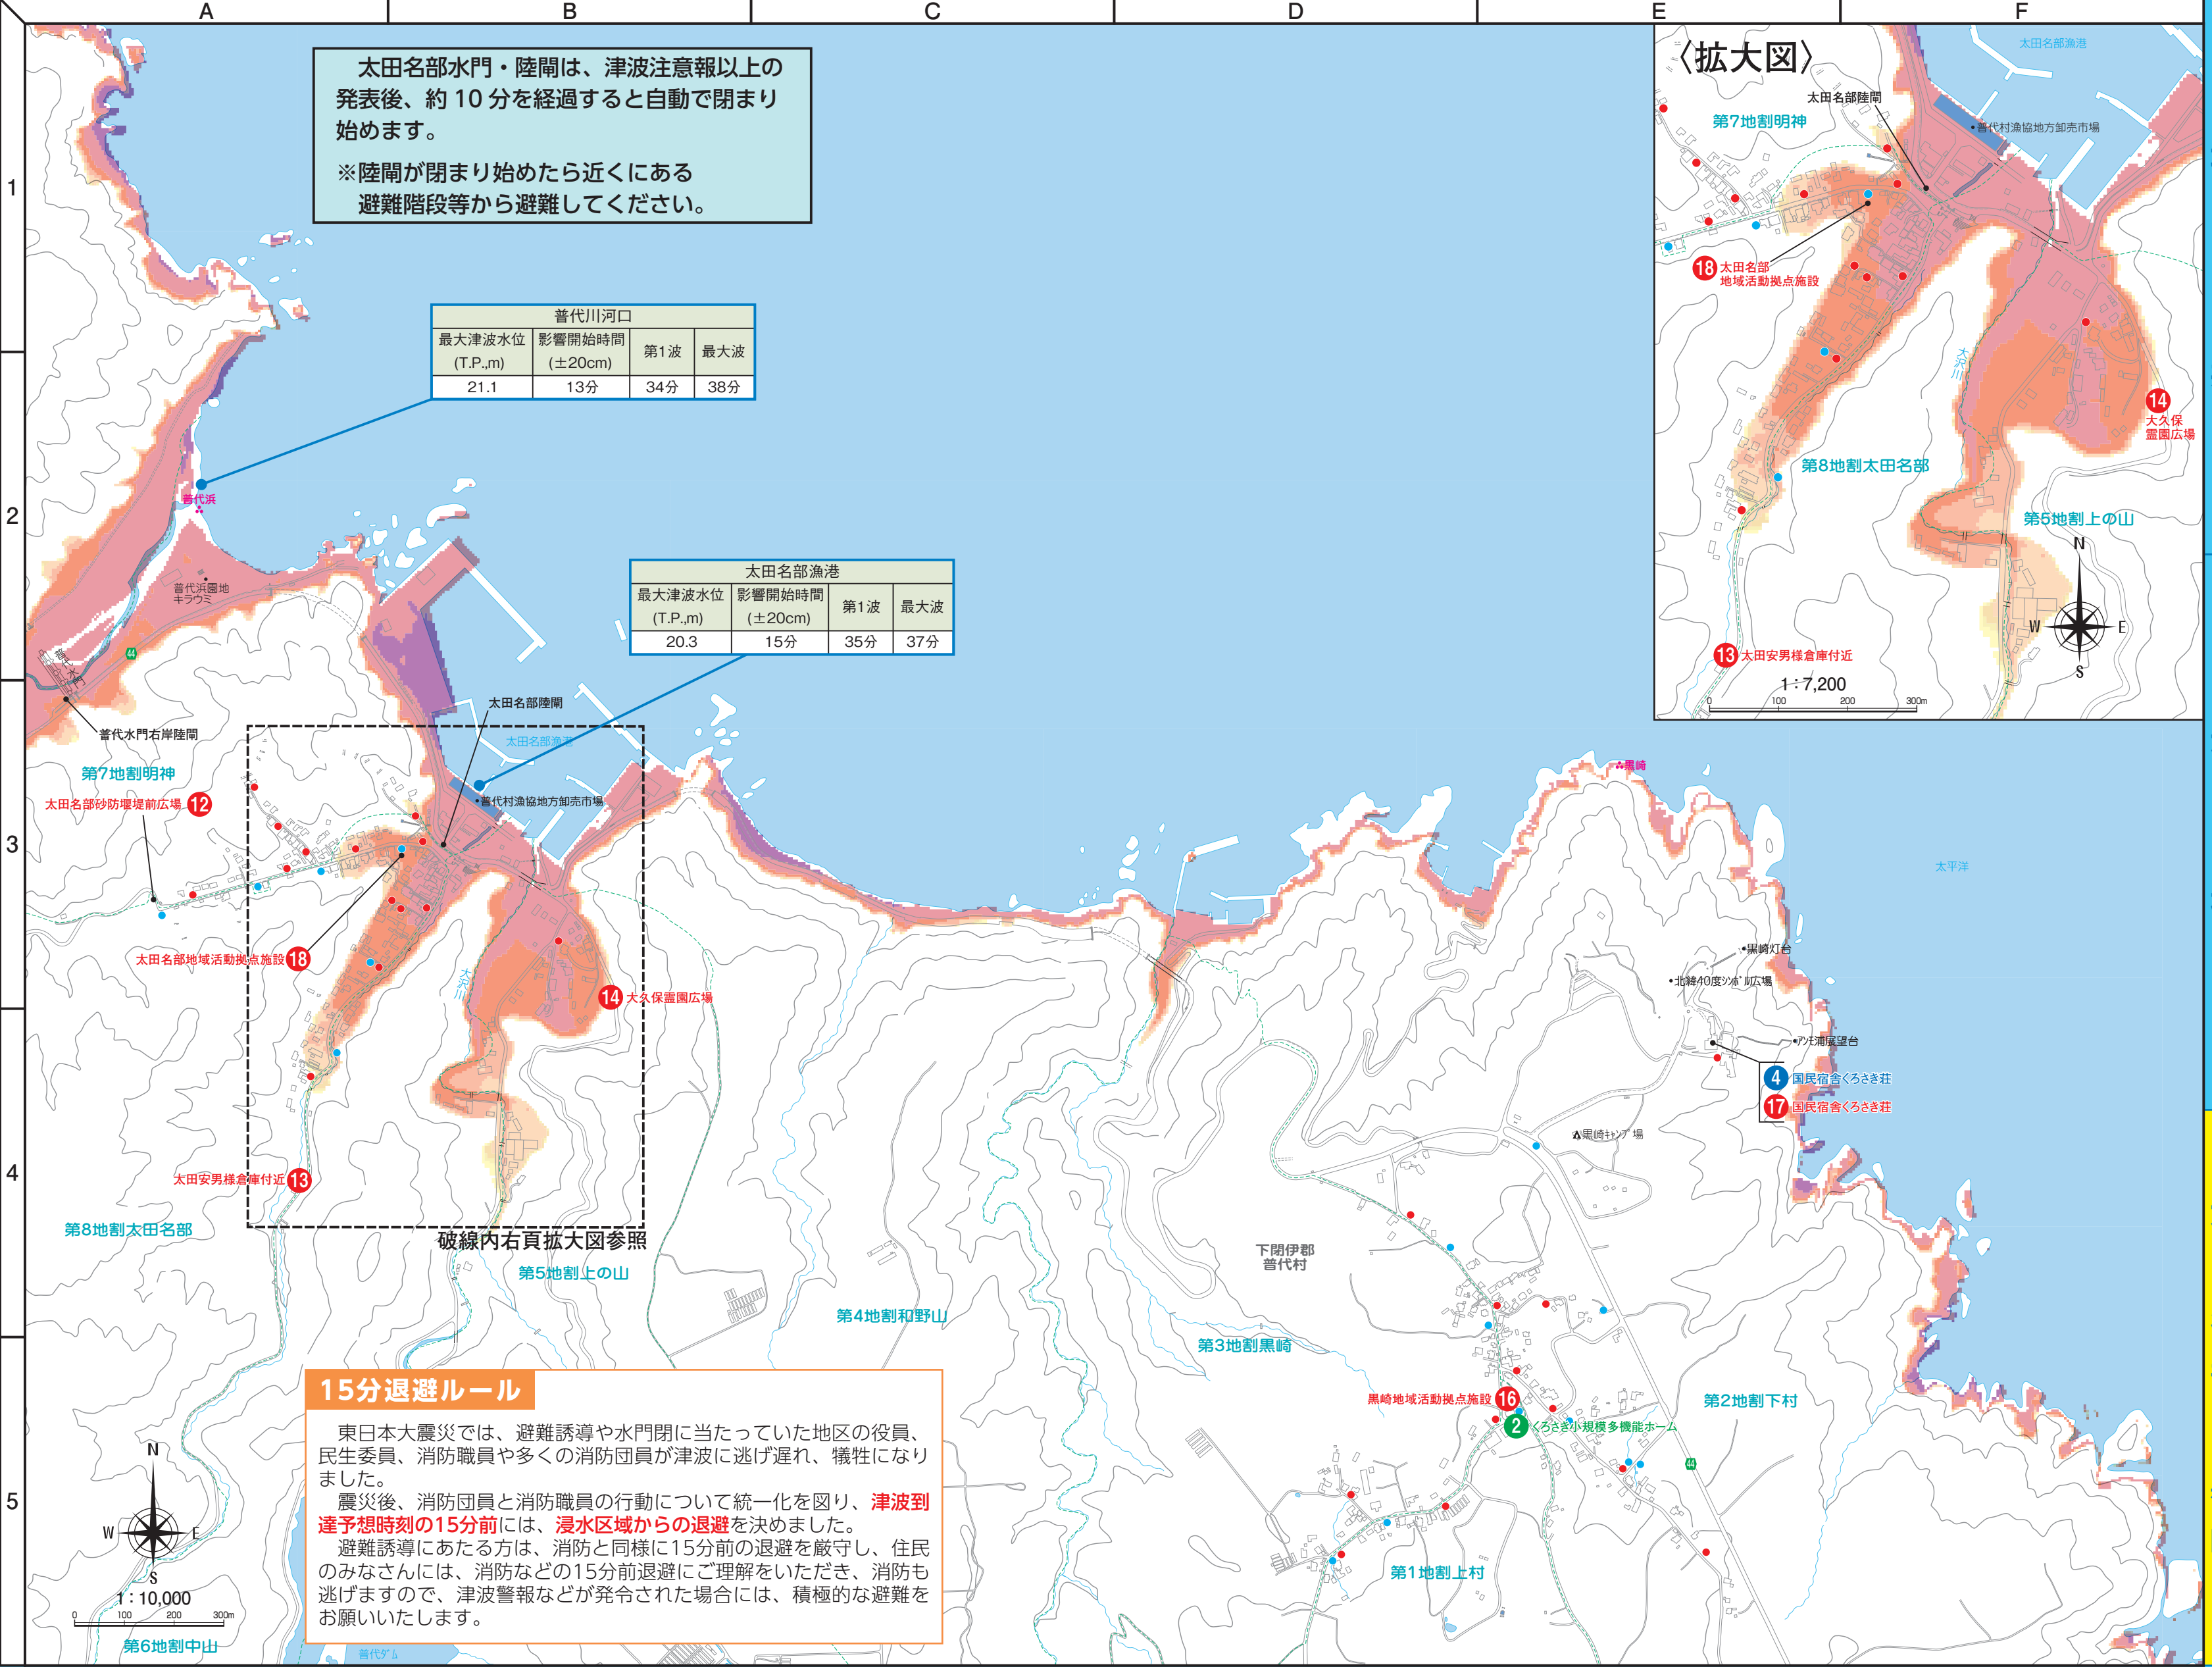 A
B
C
D
E
F
1
2
3
4
5
太田名部水門・陸閘は、津波注意報以上の
発表後、約10分を経過すると自動で閉まり
始めます。
※陸閘が閉まり始めたら近くにある
避難階段等から避難してください。
普代川河口
最大津波水位 影響開始時間 第1波 最大波
(T.P.,m) (±20cm)
21.1 13分 34分 38分
太田名部漁港
最大津波水位 影響開始時間 第1波 最大波
(T.P.,m) (±20cm)
20.3 15分 35分 37分
〈拡大図〉
太田名部漁港
太田名部陸閘
普代村漁協地方卸売市場
第7地割明神
18 太田名部
地域活動拠点施設
大沢川
14
大久保
霊園広場
第8地割太田名部
第5地割上の山
N
W E
S
13 太田安男様倉庫付近
1：7,200
0 100 200 300m
普代浜
普代浜園地
キラウミ
44
普代水門
普代水門右岸陸閘
第7地割明神
太田名部砂防堰堤前広場 12
太田名部陸閘
太田名部漁港
普代村漁協地方卸売市場
太田名部地域活動拠点施設 18
大沢川
14 大久保霊園広場
太田安男様倉庫付近 13
第8地割太田名部
破線内右頁拡大図参照
第5地割上の山
第4地割和野山
下閉伊郡
普代村
第3地割黒崎
黒崎
太平洋
黒崎灯台
北緯40度ｼﾝﾎﾞﾙ広場
ｱﾝﾓ浦展望台
4 国民宿舎くろさき荘
17 国民宿舎くろさき荘
黒崎ｷｬﾝﾌﾟ場
黒崎地域活動拠点施設 16
2 くろさき小規模多機能ホーム
第2地割下村
44
第1地割上村
15分退避ルール
東日本大震災では、避難誘導や水門閉に当たっていた地区の役員、
民生委員、消防職員や多くの消防団員が津波に逃げ遅れ、犠牲になり
ました。
震災後、消防団員と消防職員の行動について統一化を図り、津波到
達予想時刻の15分前には、浸水区域からの退避を決めました。
避難誘導にあたる方は、消防と同様に15分前の退避を厳守し、住民
のみなさんには、消防などの15分前退避にご理解をいただき、消防も
逃げますので、津波警報などが発令された場合には、積極的な避難を
お願いいたします。
N
W E
S
1：10,000
0 100 200 300m
第6地割中山
普代ﾀﾞﾑ